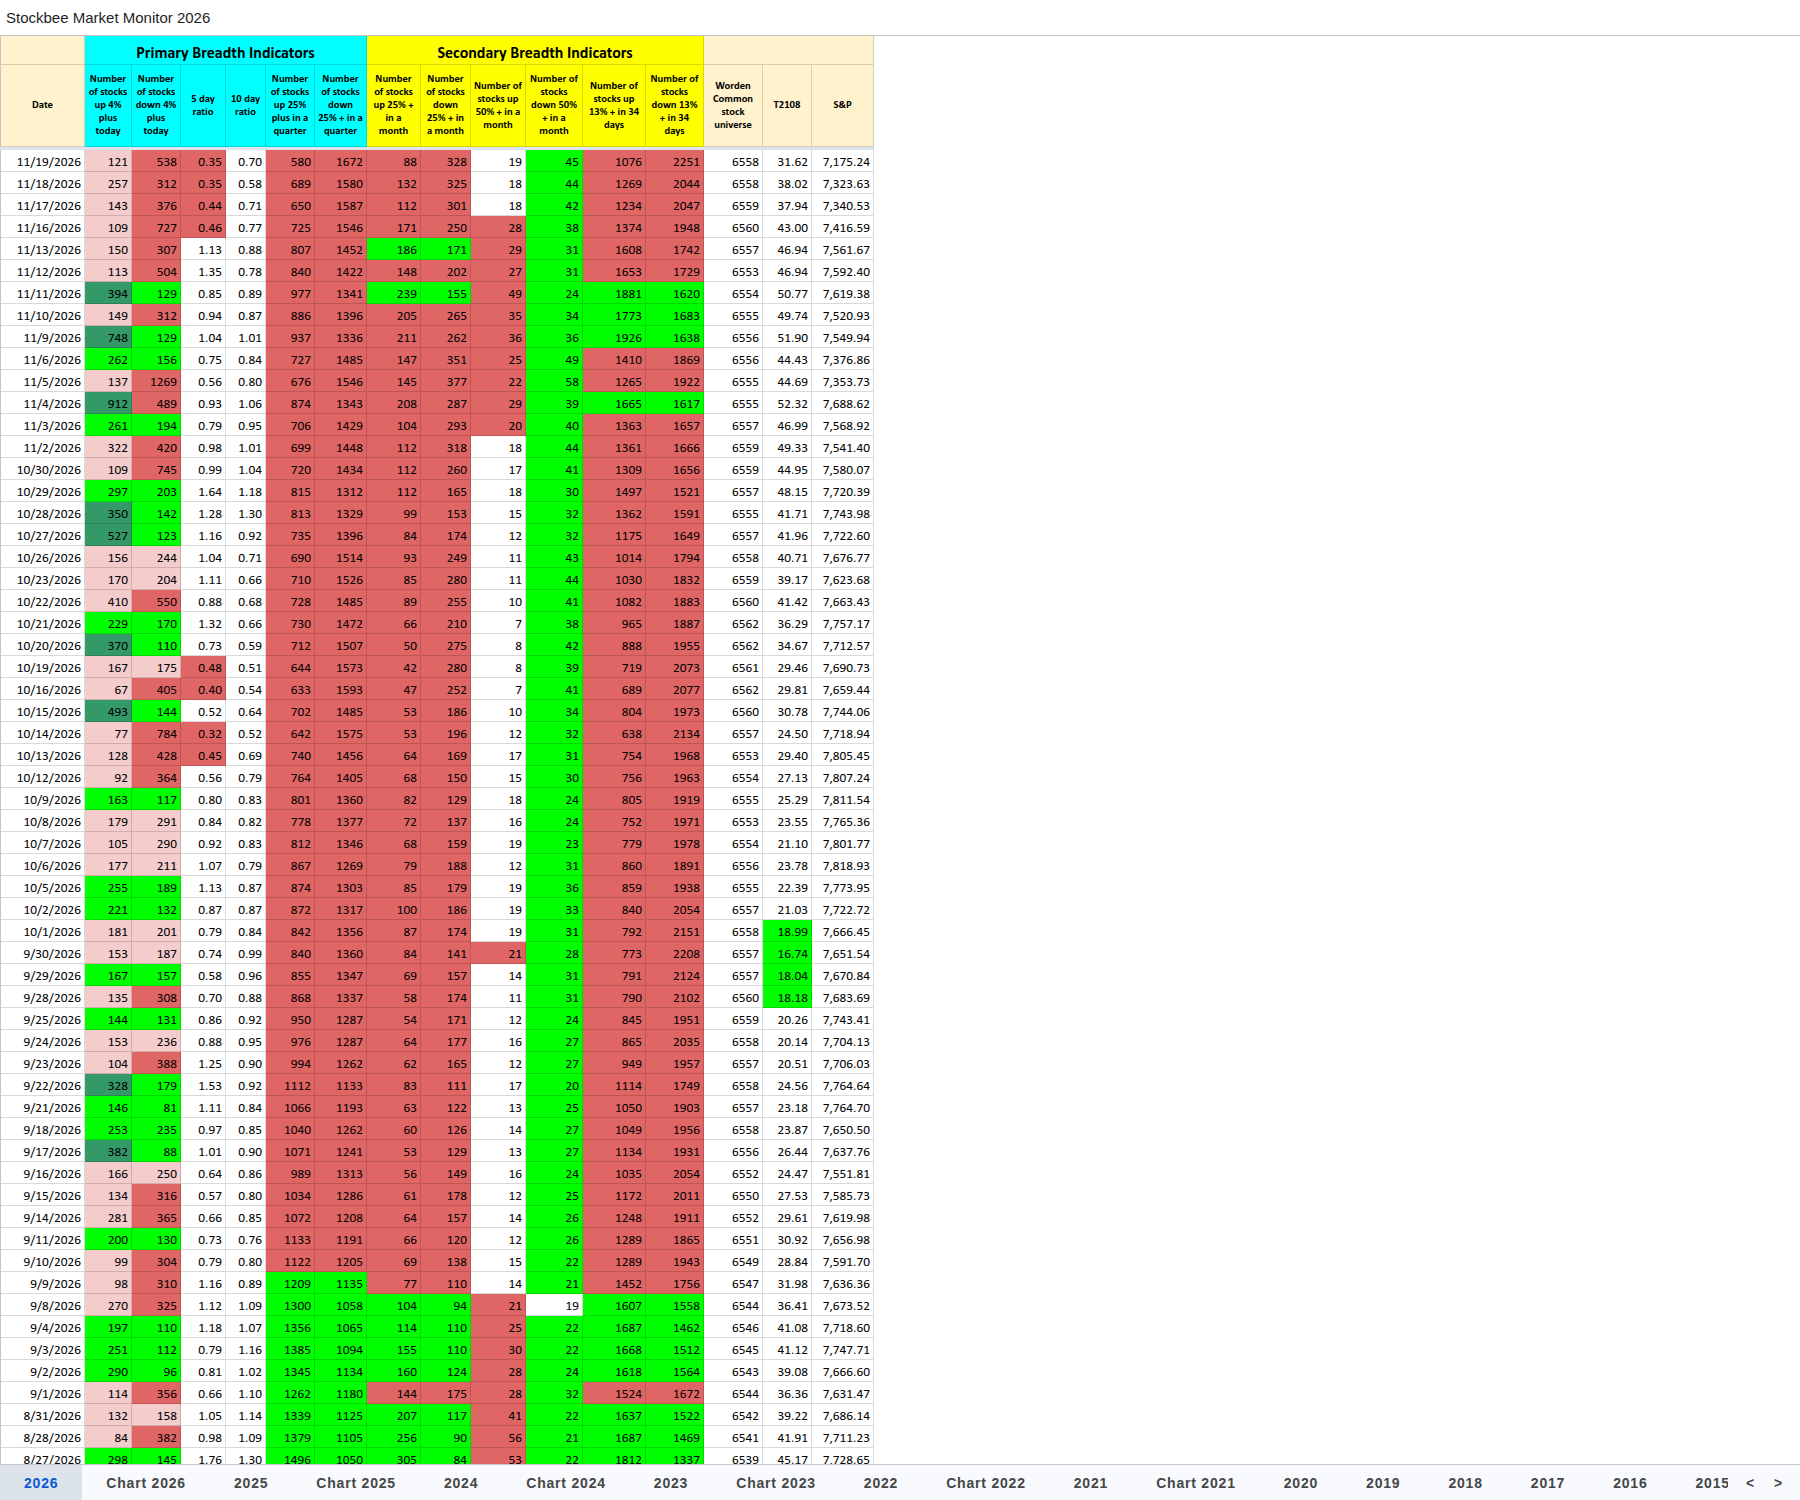 Stockbee Market Monitor 2026
Primary Breadth Indicators Secondary Breadth Indicators
Date Number of stocks up 4% plus today Number of stocks down 4% plus today 5 day ratio 10 day ratio Number of stocks up 25% plus in a quarter Number of stocks down 25% + in a quarter Number of stocks up 25% + in a month Number of stocks down 25% + in a month Number of stocks up 50% + in a month Number of stocks down 50% + in a month Number of stocks up 13% + in 34 days Number of stocks down 13% + in 34 days Worden Common stock universe T2108 S&P
11/19/2026 121 538 0.35 0.70 580 1672 88 328 19 45 1076 2251 6558 31.62 7,175.24
11/18/2026 257 312 0.35 0.58 689 1580 132 325 18 44 1269 2044 6558 38.02 7,323.63
11/17/2026 143 376 0.44 0.71 650 1587 112 301 18 42 1234 2047 6559 37.94 7,340.53
11/16/2026 109 727 0.46 0.77 725 1546 171 250 28 38 1374 1948 6560 43.00 7,416.59
11/13/2026 150 307 1.13 0.88 807 1452 186 171 29 31 1608 1742 6557 46.94 7,561.67
11/12/2026 113 504 1.35 0.78 840 1422 148 202 27 31 1653 1729 6553 46.94 7,592.40
11/11/2026 394 129 0.85 0.89 977 1341 239 155 49 24 1881 1620 6554 50.77 7,619.38
11/10/2026 149 312 0.94 0.87 886 1396 205 265 35 34 1773 1683 6555 49.74 7,520.93
11/9/2026 748 129 1.04 1.01 937 1336 211 262 36 36 1926 1638 6556 51.90 7,549.94
11/6/2026 262 156 0.75 0.84 727 1485 147 351 25 49 1410 1869 6556 44.43 7,376.86
11/5/2026 137 1269 0.56 0.80 676 1546 145 377 22 58 1265 1922 6555 44.69 7,353.73
11/4/2026 912 489 0.93 1.06 874 1343 208 287 29 39 1665 1617 6555 52.32 7,688.62
11/3/2026 261 194 0.79 0.95 706 1429 104 293 20 40 1363 1657 6557 46.99 7,568.92
11/2/2026 322 420 0.98 1.01 699 1448 112 318 18 44 1361 1666 6559 49.33 7,541.40
10/30/2026 109 745 0.99 1.04 720 1434 112 260 17 41 1309 1656 6559 44.95 7,580.07
10/29/2026 297 203 1.64 1.18 815 1312 112 165 18 30 1497 1521 6557 48.15 7,720.39
10/28/2026 350 142 1.28 1.30 813 1329 99 153 15 32 1362 1591 6555 41.71 7,743.98
10/27/2026 527 123 1.16 0.92 735 1396 84 174 12 32 1175 1649 6557 41.96 7,722.60
10/26/2026 156 244 1.04 0.71 690 1514 93 249 11 43 1014 1794 6558 40.71 7,676.77
10/23/2026 170 204 1.11 0.66 710 1526 85 280 11 44 1030 1832 6559 39.17 7,623.68
10/22/2026 410 550 0.88 0.68 728 1485 89 255 10 41 1082 1883 6560 41.42 7,663.43
10/21/2026 229 170 1.32 0.66 730 1472 66 210 7 38 965 1887 6562 36.29 7,757.17
10/20/2026 370 110 0.73 0.59 712 1507 50 275 8 42 888 1955 6562 34.67 7,712.57
10/19/2026 167 175 0.48 0.51 644 1573 42 280 8 39 719 2073 6561 29.46 7,690.73
10/16/2026 67 405 0.40 0.54 633 1593 47 252 7 41 689 2077 6562 29.81 7,659.44
10/15/2026 493 144 0.52 0.64 702 1485 53 186 10 34 804 1973 6560 30.78 7,744.06
10/14/2026 77 784 0.32 0.52 642 1575 53 196 12 32 638 2134 6557 24.50 7,718.94
10/13/2026 128 428 0.45 0.69 740 1456 64 169 17 31 754 1968 6553 29.40 7,805.45
10/12/2026 92 364 0.56 0.79 764 1405 68 150 15 30 756 1963 6554 27.13 7,807.24
10/9/2026 163 117 0.80 0.83 801 1360 82 129 18 24 805 1919 6555 25.29 7,811.54
10/8/2026 179 291 0.84 0.82 778 1377 72 137 16 24 752 1971 6553 23.55 7,765.36
10/7/2026 105 290 0.92 0.83 812 1346 68 159 19 23 779 1978 6554 21.10 7,801.77
10/6/2026 177 211 1.07 0.79 867 1269 79 188 12 31 860 1891 6556 23.78 7,818.93
10/5/2026 255 189 1.13 0.87 874 1303 85 179 19 36 859 1938 6555 22.39 7,773.95
10/2/2026 221 132 0.87 0.87 872 1317 100 186 19 33 840 2054 6557 21.03 7,722.72
10/1/2026 181 201 0.79 0.84 842 1356 87 174 19 31 792 2151 6558 18.99 7,666.45
9/30/2026 153 187 0.74 0.99 840 1360 84 141 21 28 773 2208 6557 16.74 7,651.54
9/29/2026 167 157 0.58 0.96 855 1347 69 157 14 31 791 2124 6557 18.04 7,670.84
9/28/2026 135 308 0.70 0.88 868 1337 58 174 11 31 790 2102 6560 18.18 7,683.69
9/25/2026 144 131 0.86 0.92 950 1287 54 171 12 24 845 1951 6559 20.26 7,743.41
9/24/2026 153 236 0.88 0.95 976 1287 64 177 16 27 865 2035 6558 20.14 7,704.13
9/23/2026 104 388 1.25 0.90 994 1262 62 165 12 27 949 1957 6557 20.51 7,706.03
9/22/2026 328 179 1.53 0.92 1112 1133 83 111 17 20 1114 1749 6558 24.56 7,764.64
9/21/2026 146 81 1.11 0.84 1066 1193 63 122 13 25 1050 1903 6557 23.18 7,764.70
9/18/2026 253 235 0.97 0.85 1040 1262 60 126 14 27 1049 1956 6558 23.87 7,650.50
9/17/2026 382 88 1.01 0.90 1071 1241 53 129 13 27 1134 1931 6556 26.44 7,637.76
9/16/2026 166 250 0.64 0.86 989 1313 56 149 16 24 1035 2054 6552 24.47 7,551.81
9/15/2026 134 316 0.57 0.80 1034 1286 61 178 12 25 1172 2011 6550 27.53 7,585.73
9/14/2026 281 365 0.66 0.85 1072 1208 64 157 14 26 1248 1911 6552 29.61 7,619.98
9/11/2026 200 130 0.73 0.76 1133 1191 66 120 12 26 1289 1865 6551 30.92 7,656.98
9/10/2026 99 304 0.79 0.80 1122 1205 69 138 15 22 1289 1943 6549 28.84 7,591.70
9/9/2026 98 310 1.16 0.89 1209 1135 77 110 14 21 1452 1756 6547 31.98 7,636.36
9/8/2026 270 325 1.12 1.09 1300 1058 104 94 21 19 1607 1558 6544 36.41 7,673.52
9/4/2026 197 110 1.18 1.07 1356 1065 114 110 25 22 1687 1462 6546 41.08 7,718.60
9/3/2026 251 112 0.79 1.16 1385 1094 155 110 30 22 1668 1512 6545 41.12 7,747.71
9/2/2026 290 96 0.81 1.02 1345 1134 160 124 28 24 1618 1564 6543 39.08 7,666.60
9/1/2026 114 356 0.66 1.10 1262 1180 144 175 28 32 1524 1672 6544 36.36 7,631.47
8/31/2026 132 158 1.05 1.14 1339 1125 207 117 41 22 1637 1522 6542 39.22 7,686.14
8/28/2026 84 382 0.98 1.09 1379 1105 256 90 56 21 1687 1469 6541 41.91 7,711.23
8/27/2026 298 145 1.76 1.30 1496 1050 305 84 53 22 1812 1337 6539 45.17 7,728.65
2026 Chart 2026 2025 Chart 2025 2024 Chart 2024 2023 Chart 2023 2022 Chart 2022 2021 Chart 2021 2020 2019 2018 2017 2016 2015 < >